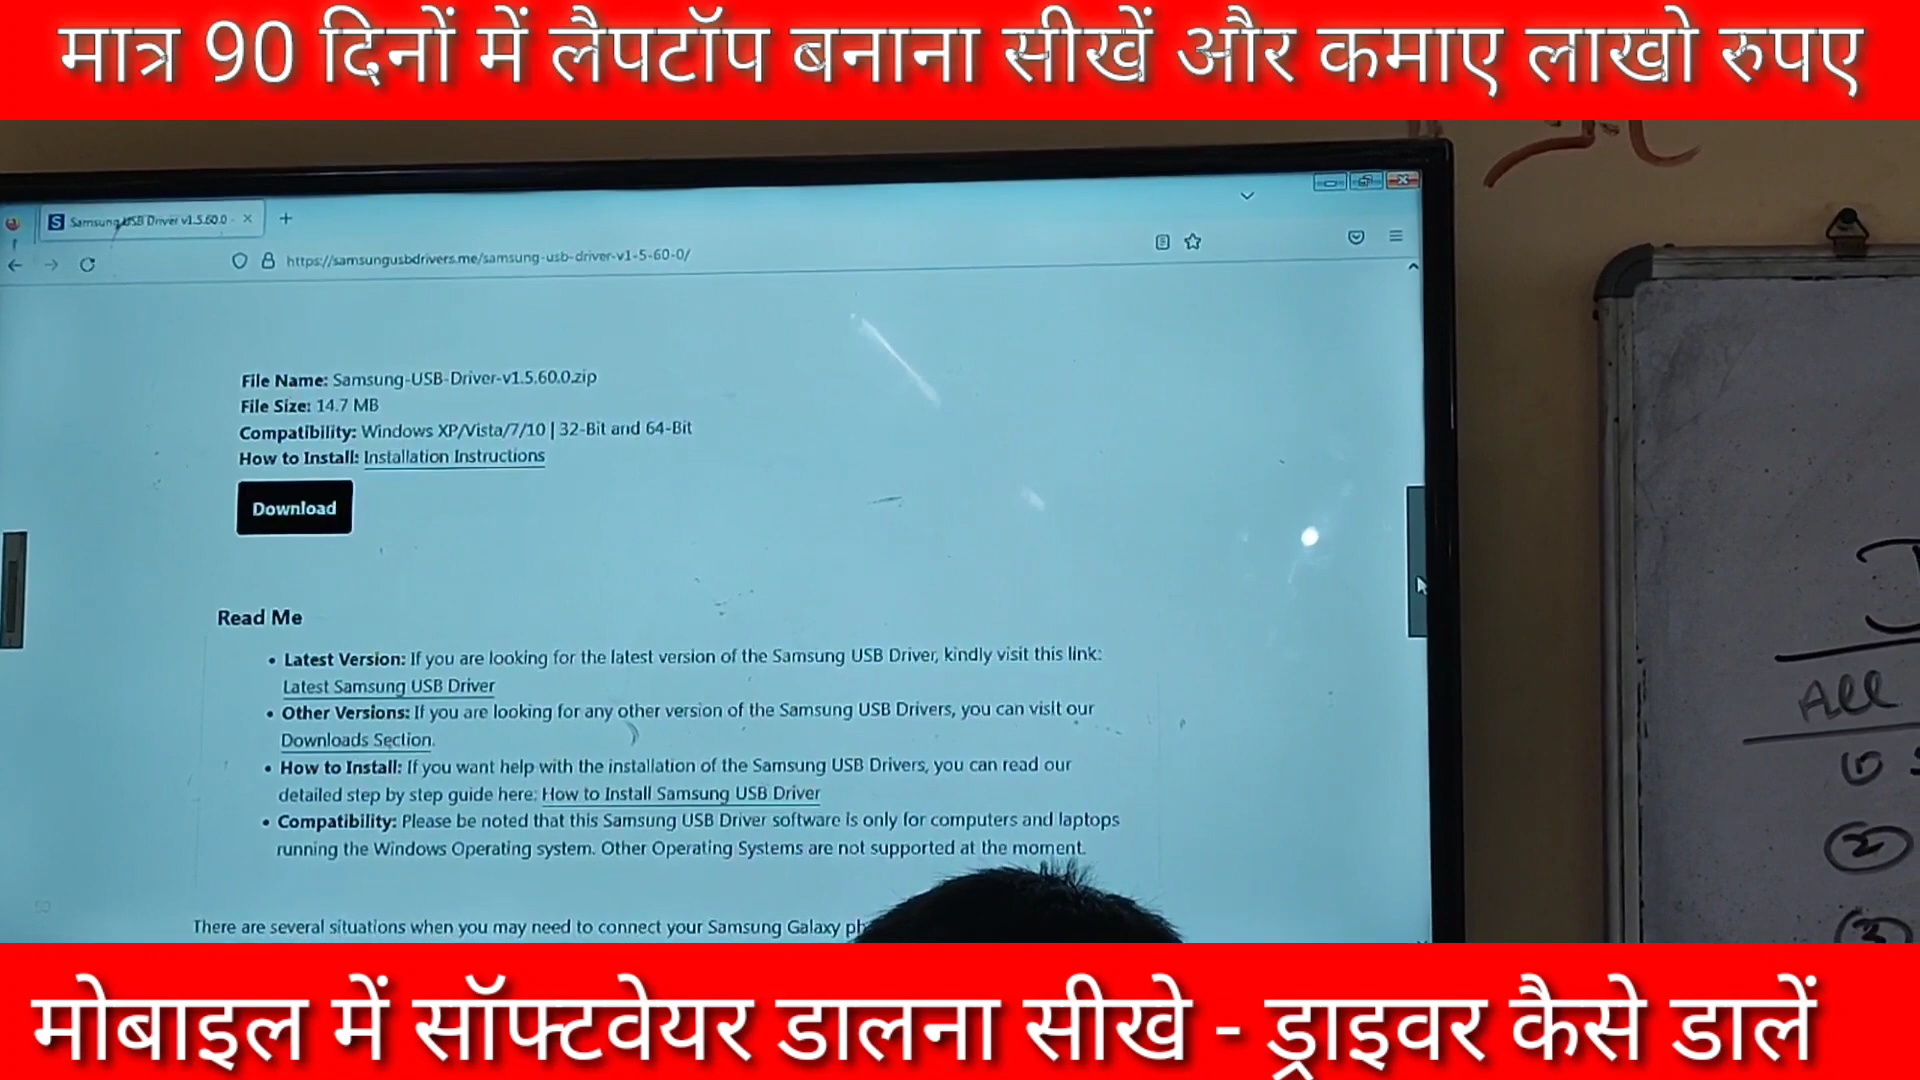 मात्र 90 दिनों में लैपटॉप बनाना सीखें और कमाए लाखो रुपए
Samsung USB Driver v1.5.60.0 -
https://samsungusbdrivers.me/samsung-usb-driver-v1-5-60-0/
File Name: Samsung-USB-Driver-v1.5.60.0.zip
File Size: 14.7 MB
Compatibility: Windows XP/Vista/7/10 | 32-Bit and 64-Bit
How to Install: Installation Instructions
Download
Read Me
• Latest Version: If you are looking for the latest version of the Samsung USB Driver, kindly visit this link:
Latest Samsung USB Driver
• Other Versions: If you are looking for any other version of the Samsung USB Drivers, you can visit our
Downloads Section.
• How to Install: If you want help with the installation of the Samsung USB Drivers, you can read our
detailed step by step guide here: How to Install Samsung USB Driver
• Compatibility: Please be noted that this Samsung USB Driver software is only for computers and laptops
running the Windows Operating system. Other Operating Systems are not supported at the moment.
There are several situations when you may need to connect your Samsung Galaxy
All
①
②
③
मोबाइल में सॉफ्टवेयर डालना सीखे - ड्राइवर कैसे डालें